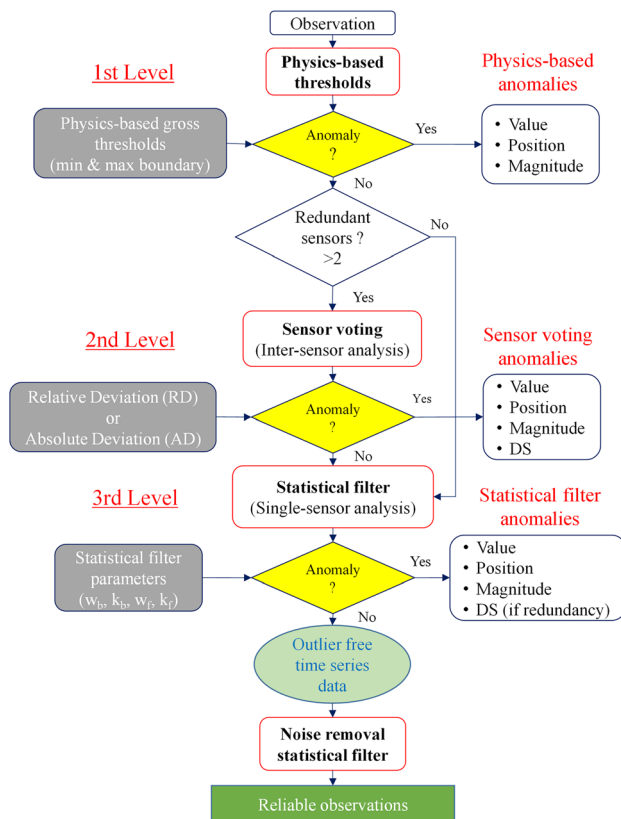 Observation
1st Level
Physics-based
thresholds
Physics-based
anomalies
Physics-based gross
thresholds
(min & max boundary)
Anomaly
?
Yes
• Value
• Position
• Magnitude
No
Redundant
sensors ?
>2
No
Yes
2nd Level
Sensor voting
(Inter-sensor analysis)
Sensor voting
anomalies
Relative Deviation (RD)
or
Absolute Deviation (AD)
Anomaly
?
Yes
• Value
• Position
• Magnitude
• DS
No
3rd Level
Statistical filter
(Single-sensor analysis)
Statistical filter
anomalies
Statistical filter
parameters
(w_b, k_b, w_f, k_f)
Anomaly
?
Yes
• Value
• Position
• Magnitude
• DS (if redundancy)
No
Outlier free
time series
data
Noise removal
statistical filter
Reliable observations